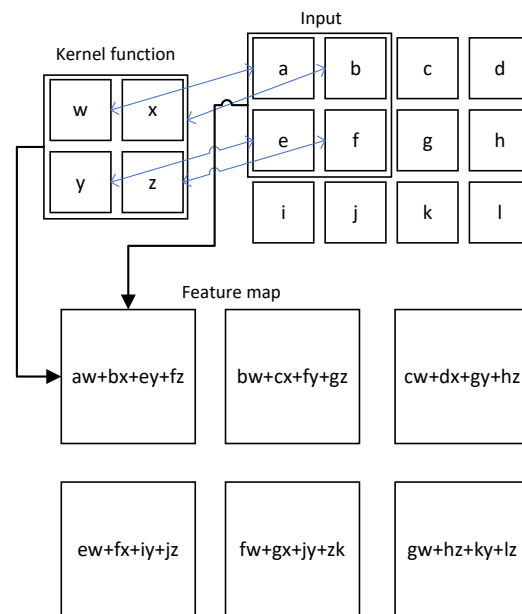 Input
Kernel function
a b c d
w x
e f g h
y z
i j k l
Feature map
aw+bx+ey+fz bw+cx+fy+gz cw+dx+gy+hz
ew+fx+iy+jz fw+gx+jy+zk gw+hz+ky+lz